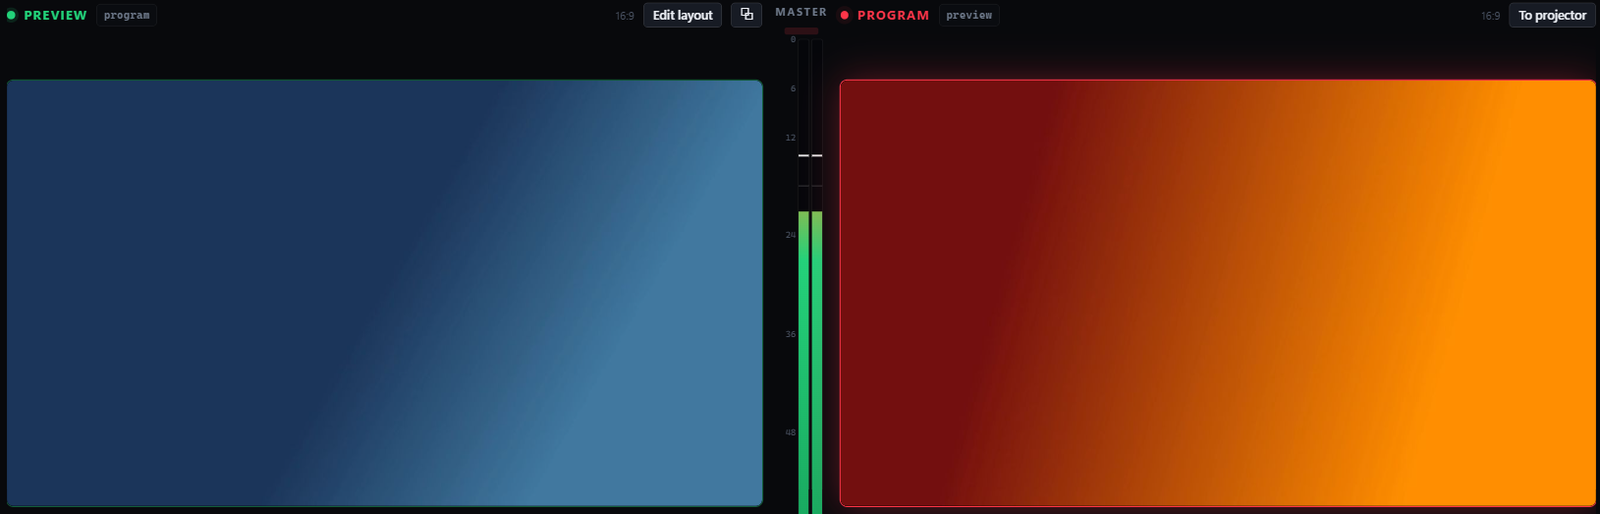 PREVIEW program 16:9 Edit layout
MASTER
PROGRAM preview 16:9 To projector
0
6
12
24
36
48